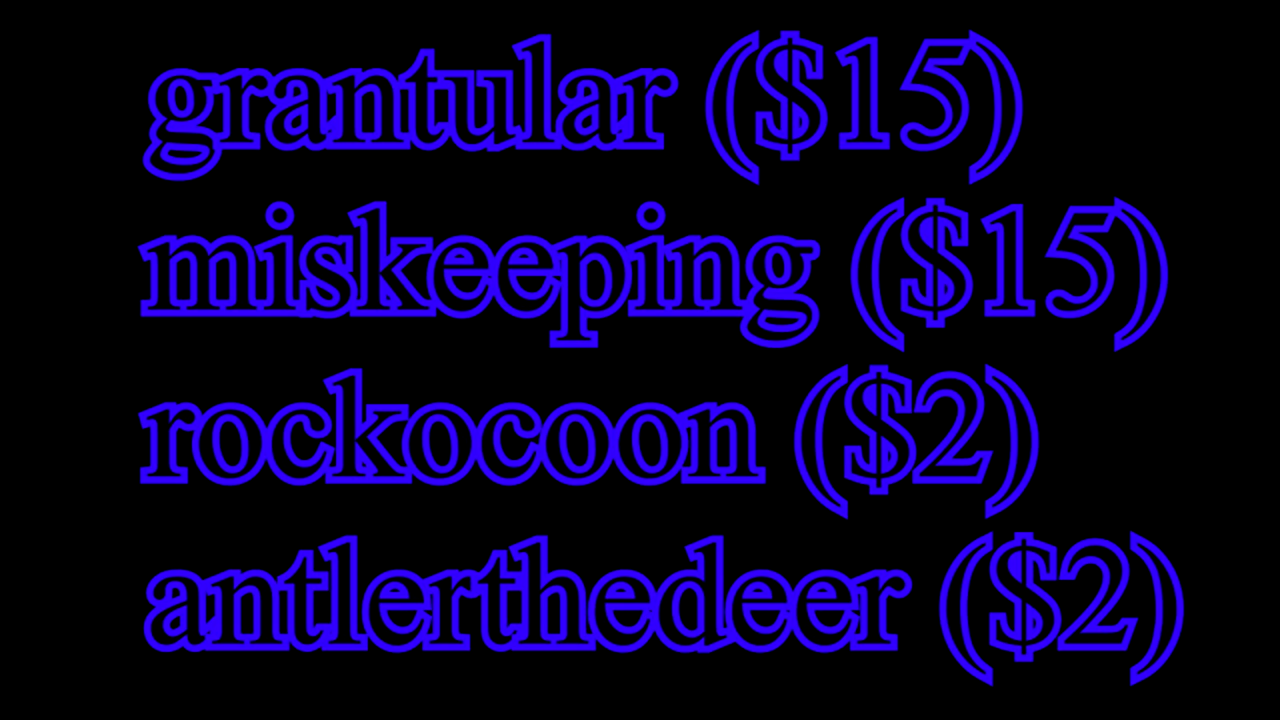 grantular ($15)
miskeeping ($15)
rockocoon ($2)
antlerthedeer ($2)